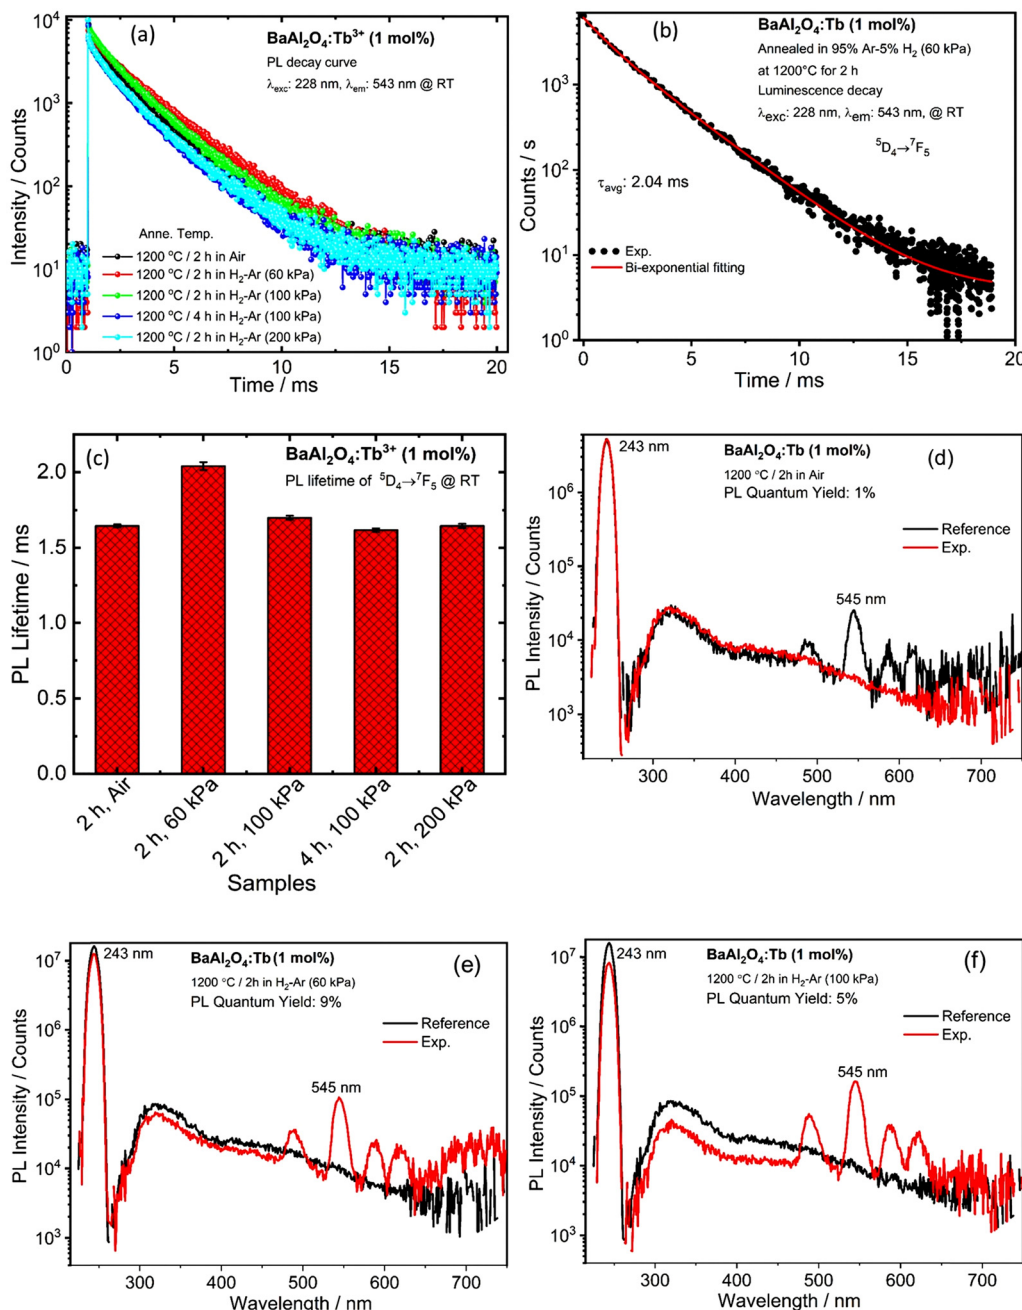 (a)
BaAl₂O₄:Tb³⁺ (1 mol%)
PL decay curve
λexc: 228 nm, λem: 543 nm @ RT
Anne. Temp.
1200 °C / 2 h in Air
1200 °C / 2 h in H₂-Ar (60 kPa)
1200 °C / 2 h in H₂-Ar (100 kPa)
1200 °C / 4 h in H₂-Ar (100 kPa)
1200 °C / 2 h in H₂-Ar (200 kPa)
Intensity / Counts
10⁴
10³
10²
10¹
10⁰
0
5
10
15
20
Time / ms
(b)
BaAl₂O₄:Tb (1 mol%)
Annealed in 95% Ar-5% H₂ (60 kPa)
at 1200°C for 2 h
Luminescence decay
λexc: 228 nm, λem: 543 nm, @ RT
⁵D₄→⁷F₅
τavg: 2.04 ms
Exp.
Bi-exponential fitting
Counts / s
10³
10²
10¹
10⁰
0
5
10
15
20
Time / ms
(c)
BaAl₂O₄:Tb³⁺ (1 mol%)
PL lifetime of ⁵D₄→⁷F₅ @ RT
PL Lifetime / ms
2.0
1.5
1.0
0.5
0.0
2 h, Air
2 h, 60 kPa
2 h, 100 kPa
4 h, 100 kPa
2 h, 200 kPa
Samples
243 nm
BaAl₂O₄:Tb (1 mol%)
(d)
1200 °C / 2h in Air
PL Quantum Yield: 1%
Reference
Exp.
545 nm
PL Intensity / Counts
10⁶
10⁵
10⁴
10³
300
400
500
600
700
Wavelength / nm
243 nm
BaAl₂O₄:Tb (1 mol%)
(e)
1200 °C / 2h in H₂-Ar (60 kPa)
PL Quantum Yield: 9%
Reference
Exp.
545 nm
PL Intensity / Counts
10⁷
10⁶
10⁵
10⁴
10³
300
400
500
600
700
Wavelength / nm
243 nm
BaAl₂O₄:Tb (1 mol%)
(f)
1200 °C / 2h in H₂-Ar (100 kPa)
PL Quantum Yield: 5%
Reference
Exp.
545 nm
PL Intensity / Counts
10⁷
10⁶
10⁵
10⁴
10³
300
400
500
600
700
Wavelength / nm